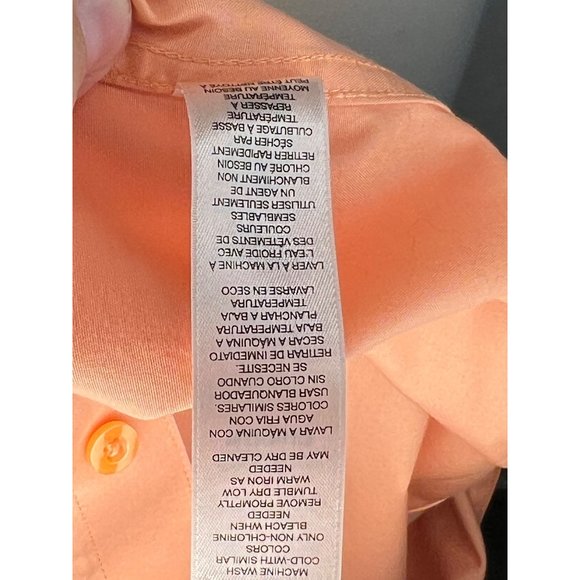 MACHINE WASH
COLD-WITH SIMILAR
COLORS
ONLY NON-CHLORINE
BLEACH WHEN
NEEDED
REMOVE PROMPTLY
TUMBLE DRY LOW
WARM IRON AS
NEEDED
MAY BE DRY CLEANED
LAVAR A MÁQUINA CON
AGUA FRIA CON
COLORES SIMILARES.
USAR BLANQUEADOR
SIN CLORO CUANDO
SE NECESITE.
RETIRAR DE INMEDIATO
SECAR A MÁQUINA A
BAJA TEMPERATURA
PLANCHAR A BAJA
TEMPERATURA
LAVARSE EN SECO
LAVER À LA MACHINE À
L'EAU FROIDE AVEC
DES VÊTEMENTS DE
COULEURS
SEMBLABLES
UTILISER SEULEMENT
UN AGENT DE
BLANCHIMENT NON
CHLORÉ AU BESOIN
RETIRER RAPIDEMENT
SÉCHER PAR
CULBUTAGE À BASSE
TEMPÉRATURE
REPASSER À
TEMPÉRATURE
MOYENNE AU BESOIN
PEUT ÊTRE NETTOYÉ À